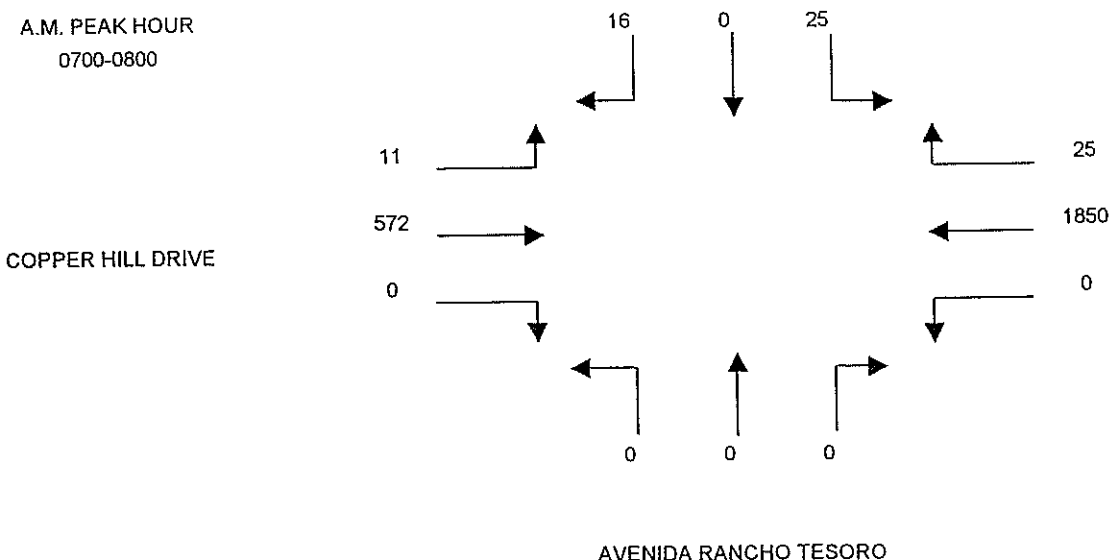 A.M. PEAK HOUR
0700-0800
16 0 25
11
572
0
25
1850
0
COPPER HILL DRIVE
0 0 0
AVENIDA RANCHO TESORO